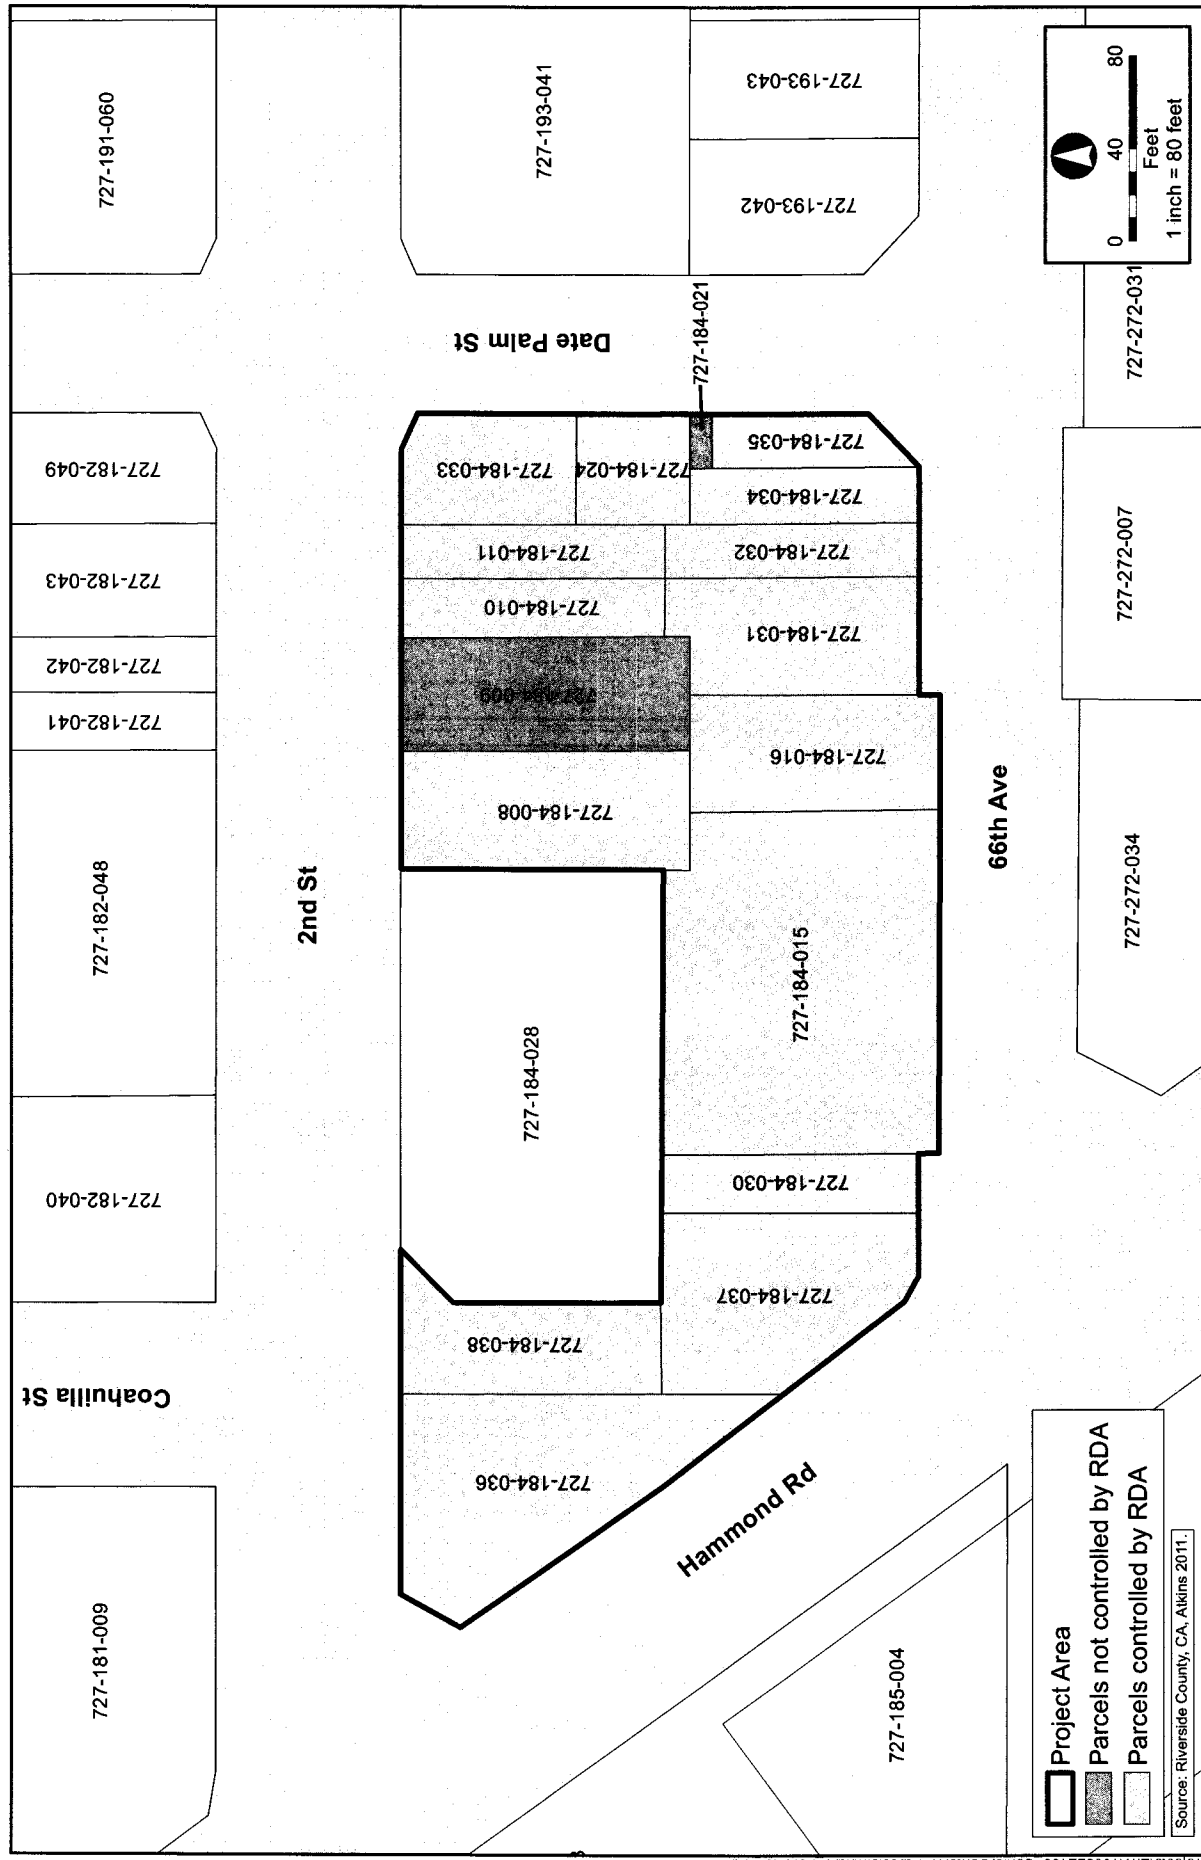 727-181-009
Coahuilla St
727-182-040
727-182-048
727-182-041
727-182-042
727-182-043
727-182-049
727-191-060
2nd St
Date Palm St
727-184-036
727-184-038
727-184-028
727-184-008
727-184-009
727-184-010
727-184-011
727-184-033
727-184-024
727-193-041
727-184-021
727-184-037
727-184-030
727-184-015
727-184-016
727-184-031
727-184-032
727-184-034
727-184-035
727-193-042
727-193-043
Hammond Rd
66th Ave
727-185-004
727-272-034
727-272-007
727-272-031
Project Area
Parcels not controlled by RDA
Parcels controlled by RDA
Source: Riverside County, CA, Atkins 2011.
0 40 80
Feet
1 inch = 80 feet